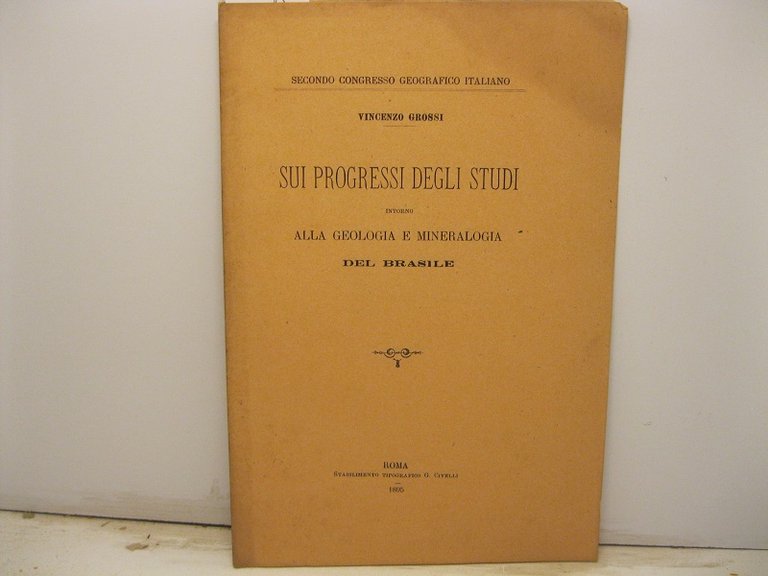 SECONDO CONGRESSO GEOGRAFICO ITALIANO
VINCENZO GROSSI
SUI PROGRESSI DEGLI STUDI
INTORNO
ALLA GEOLOGIA E MINERALOGIA
DEL BRASILE
ROMA
STABILIMENTO TIPOGRAFICO G. CIVELLI
1895